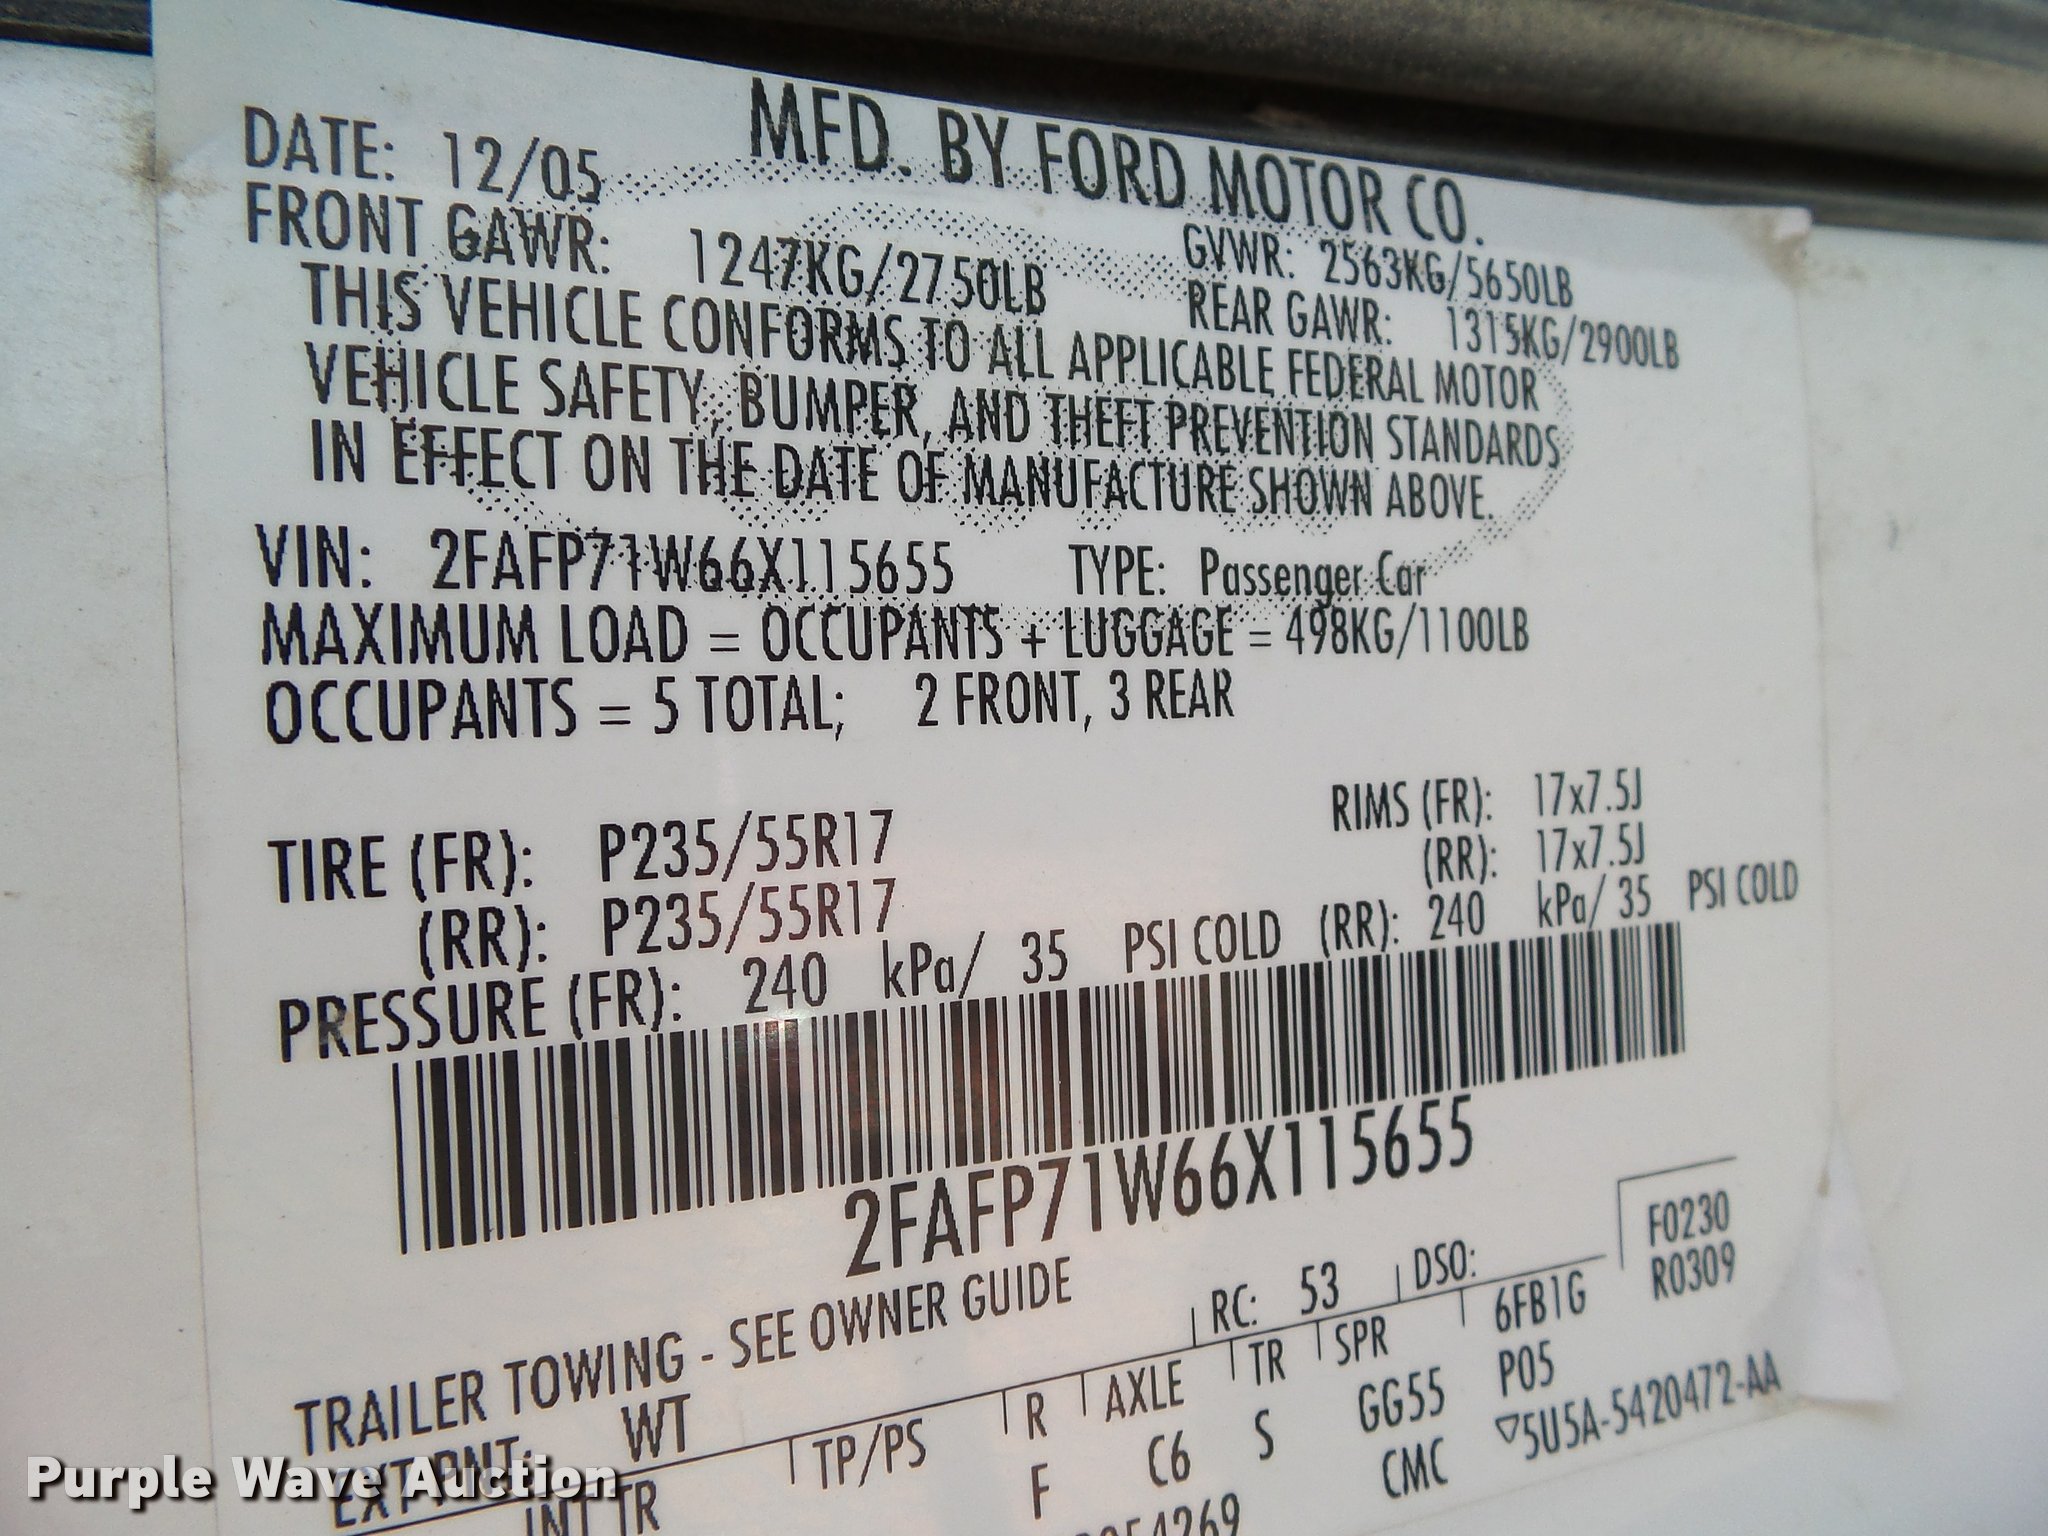 MFD. BY FORD MOTOR CO.
DATE: 12/05 GVWR: 2563KG/5650LB
FRONT GAWR: 1247KG/2750LB REAR GAWR: 1315KG/2900LB
THIS VEHICLE CONFORMS TO ALL APPLICABLE FEDERAL MOTOR
VEHICLE SAFETY, BUMPER, AND THEFT PREVENTION STANDARDS
IN EFFECT ON THE DATE OF MANUFACTURE SHOWN ABOVE.
VIN: 2FAFP71W66X115655 TYPE: Passenger Car
MAXIMUM LOAD = OCCUPANTS + LUGGAGE = 498KG/1100LB
OCCUPANTS = 5 TOTAL; 2 FRONT, 3 REAR
TIRE (FR): P235/55R17 RIMS (FR): 17x7.5J
(RR): P235/55R17 (RR): 17x7.5J
PRESSURE (FR): 240 kPa/ 35 PSI COLD (RR): 240 kPa/ 35 PSI COLD
2FAFP71W66X115655
F0230
TRAILER TOWING - SEE OWNER GUIDE RC: 53 DSO: R0309
EXT PNT: WT
INT TR TP/PS R AXLE TR SPR 6FB1G
F C6 S GG55 P05
CMC ▽5U5A-5420472-AA
Purple Wave Auction